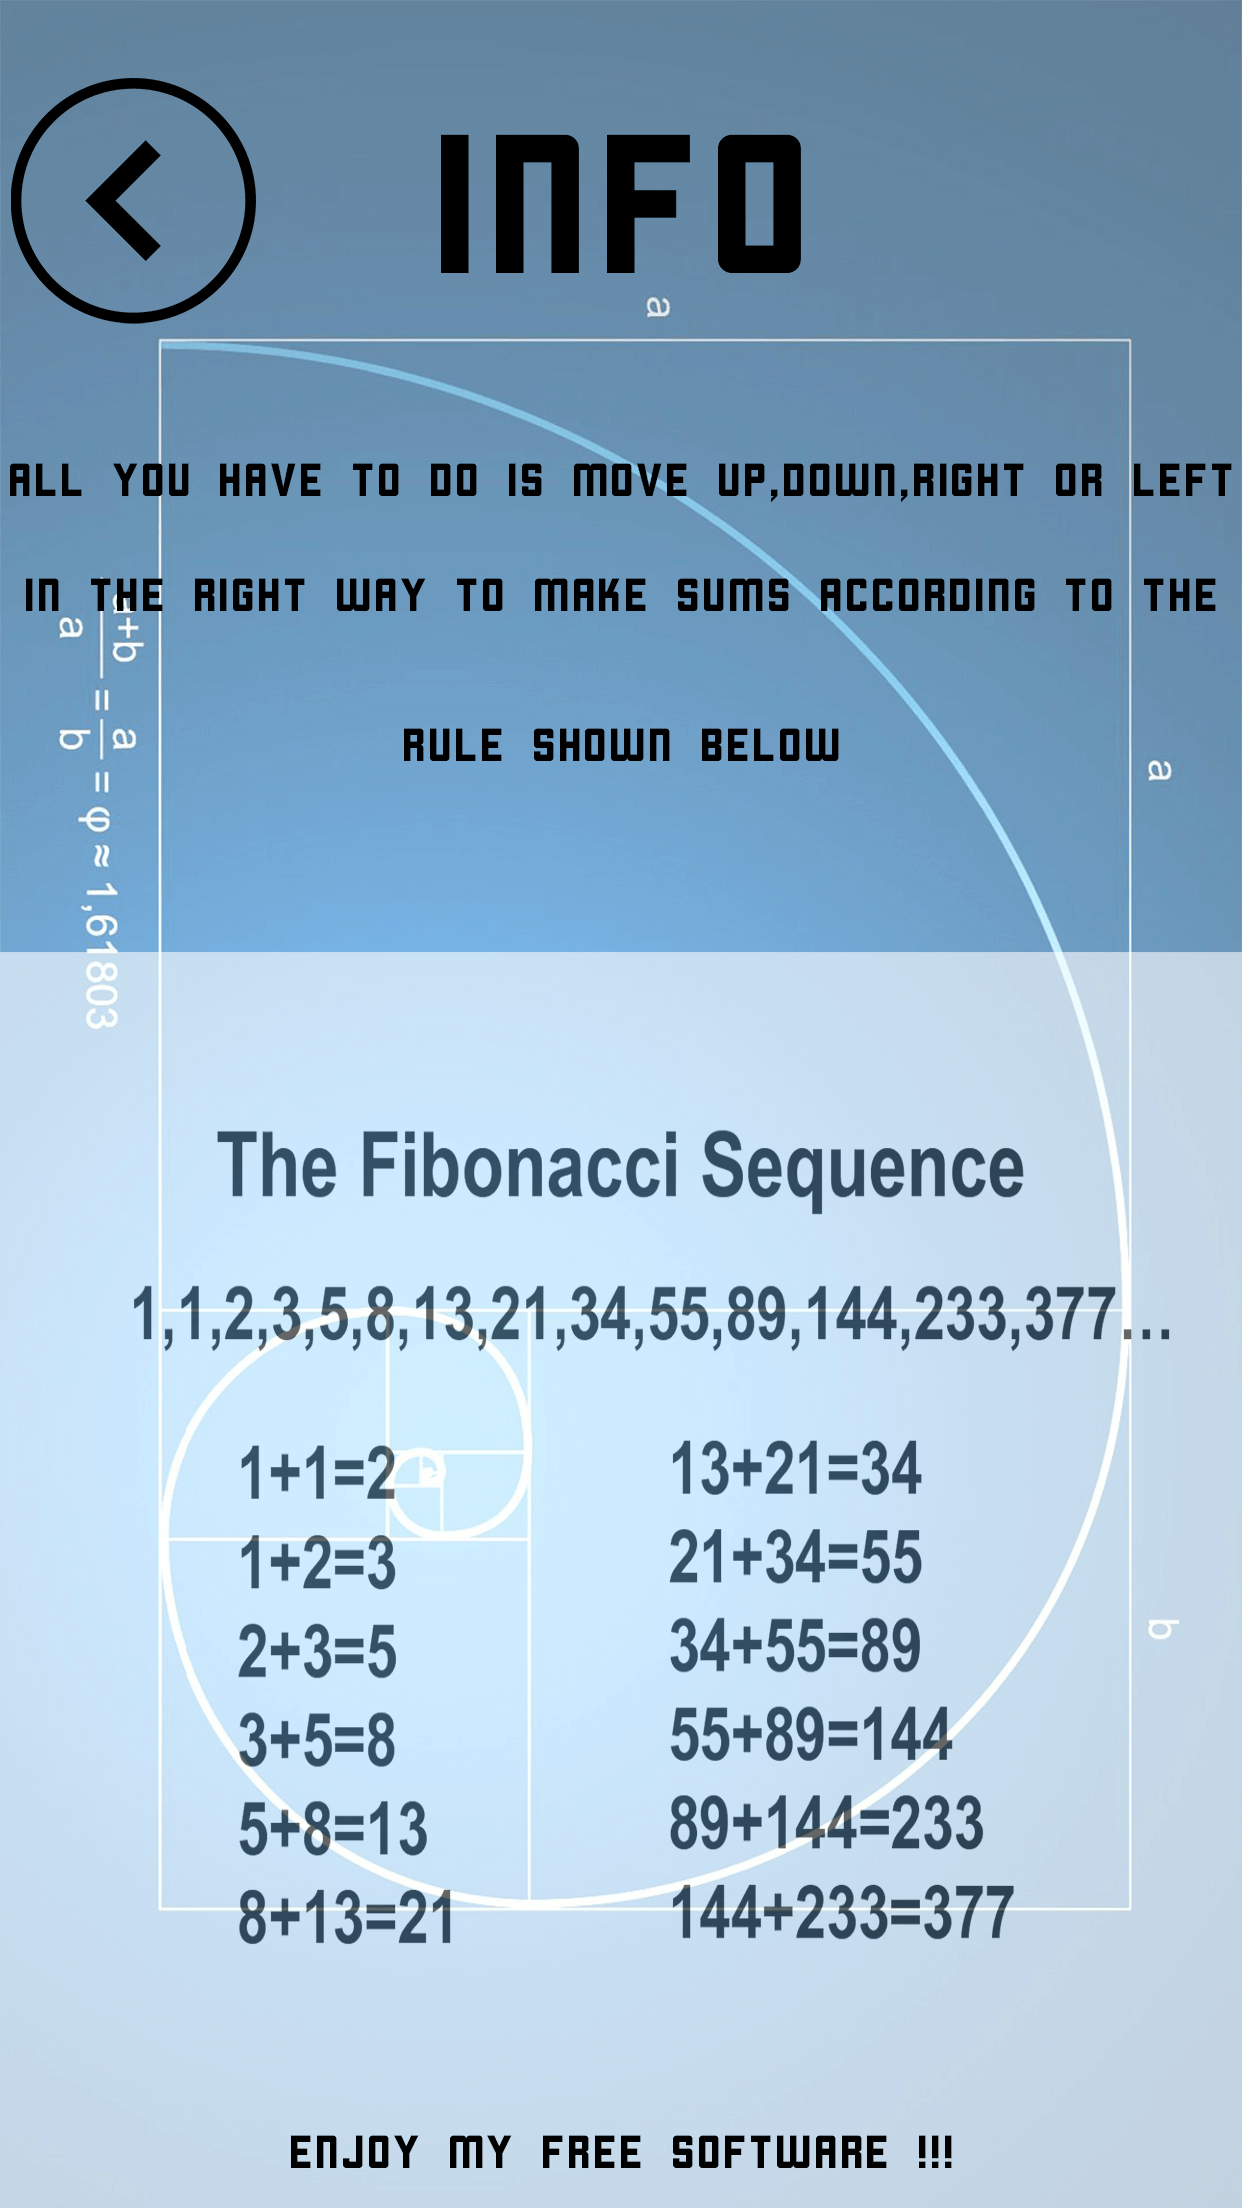 INFO
a
ALL YOU HAVE TO DO IS MOVE UP,DOWN,RIGHT OR LEFT
IN THE RIGHT WAY TO MAKE SUMS ACCORDING TO THE
RULE SHOWN BELOW
a+b
a
=
a
b
= φ ≈ 1,61803
a
The Fibonacci Sequence
1,1,2,3,5,8,13,21,34,55,89,144,233,377...
1+1=2
1+2=3
2+3=5
3+5=8
5+8=13
8+13=21
13+21=34
21+34=55
34+55=89
55+89=144
89+144=233
144+233=377
b
ENJOY MY FREE SOFTWARE !!!